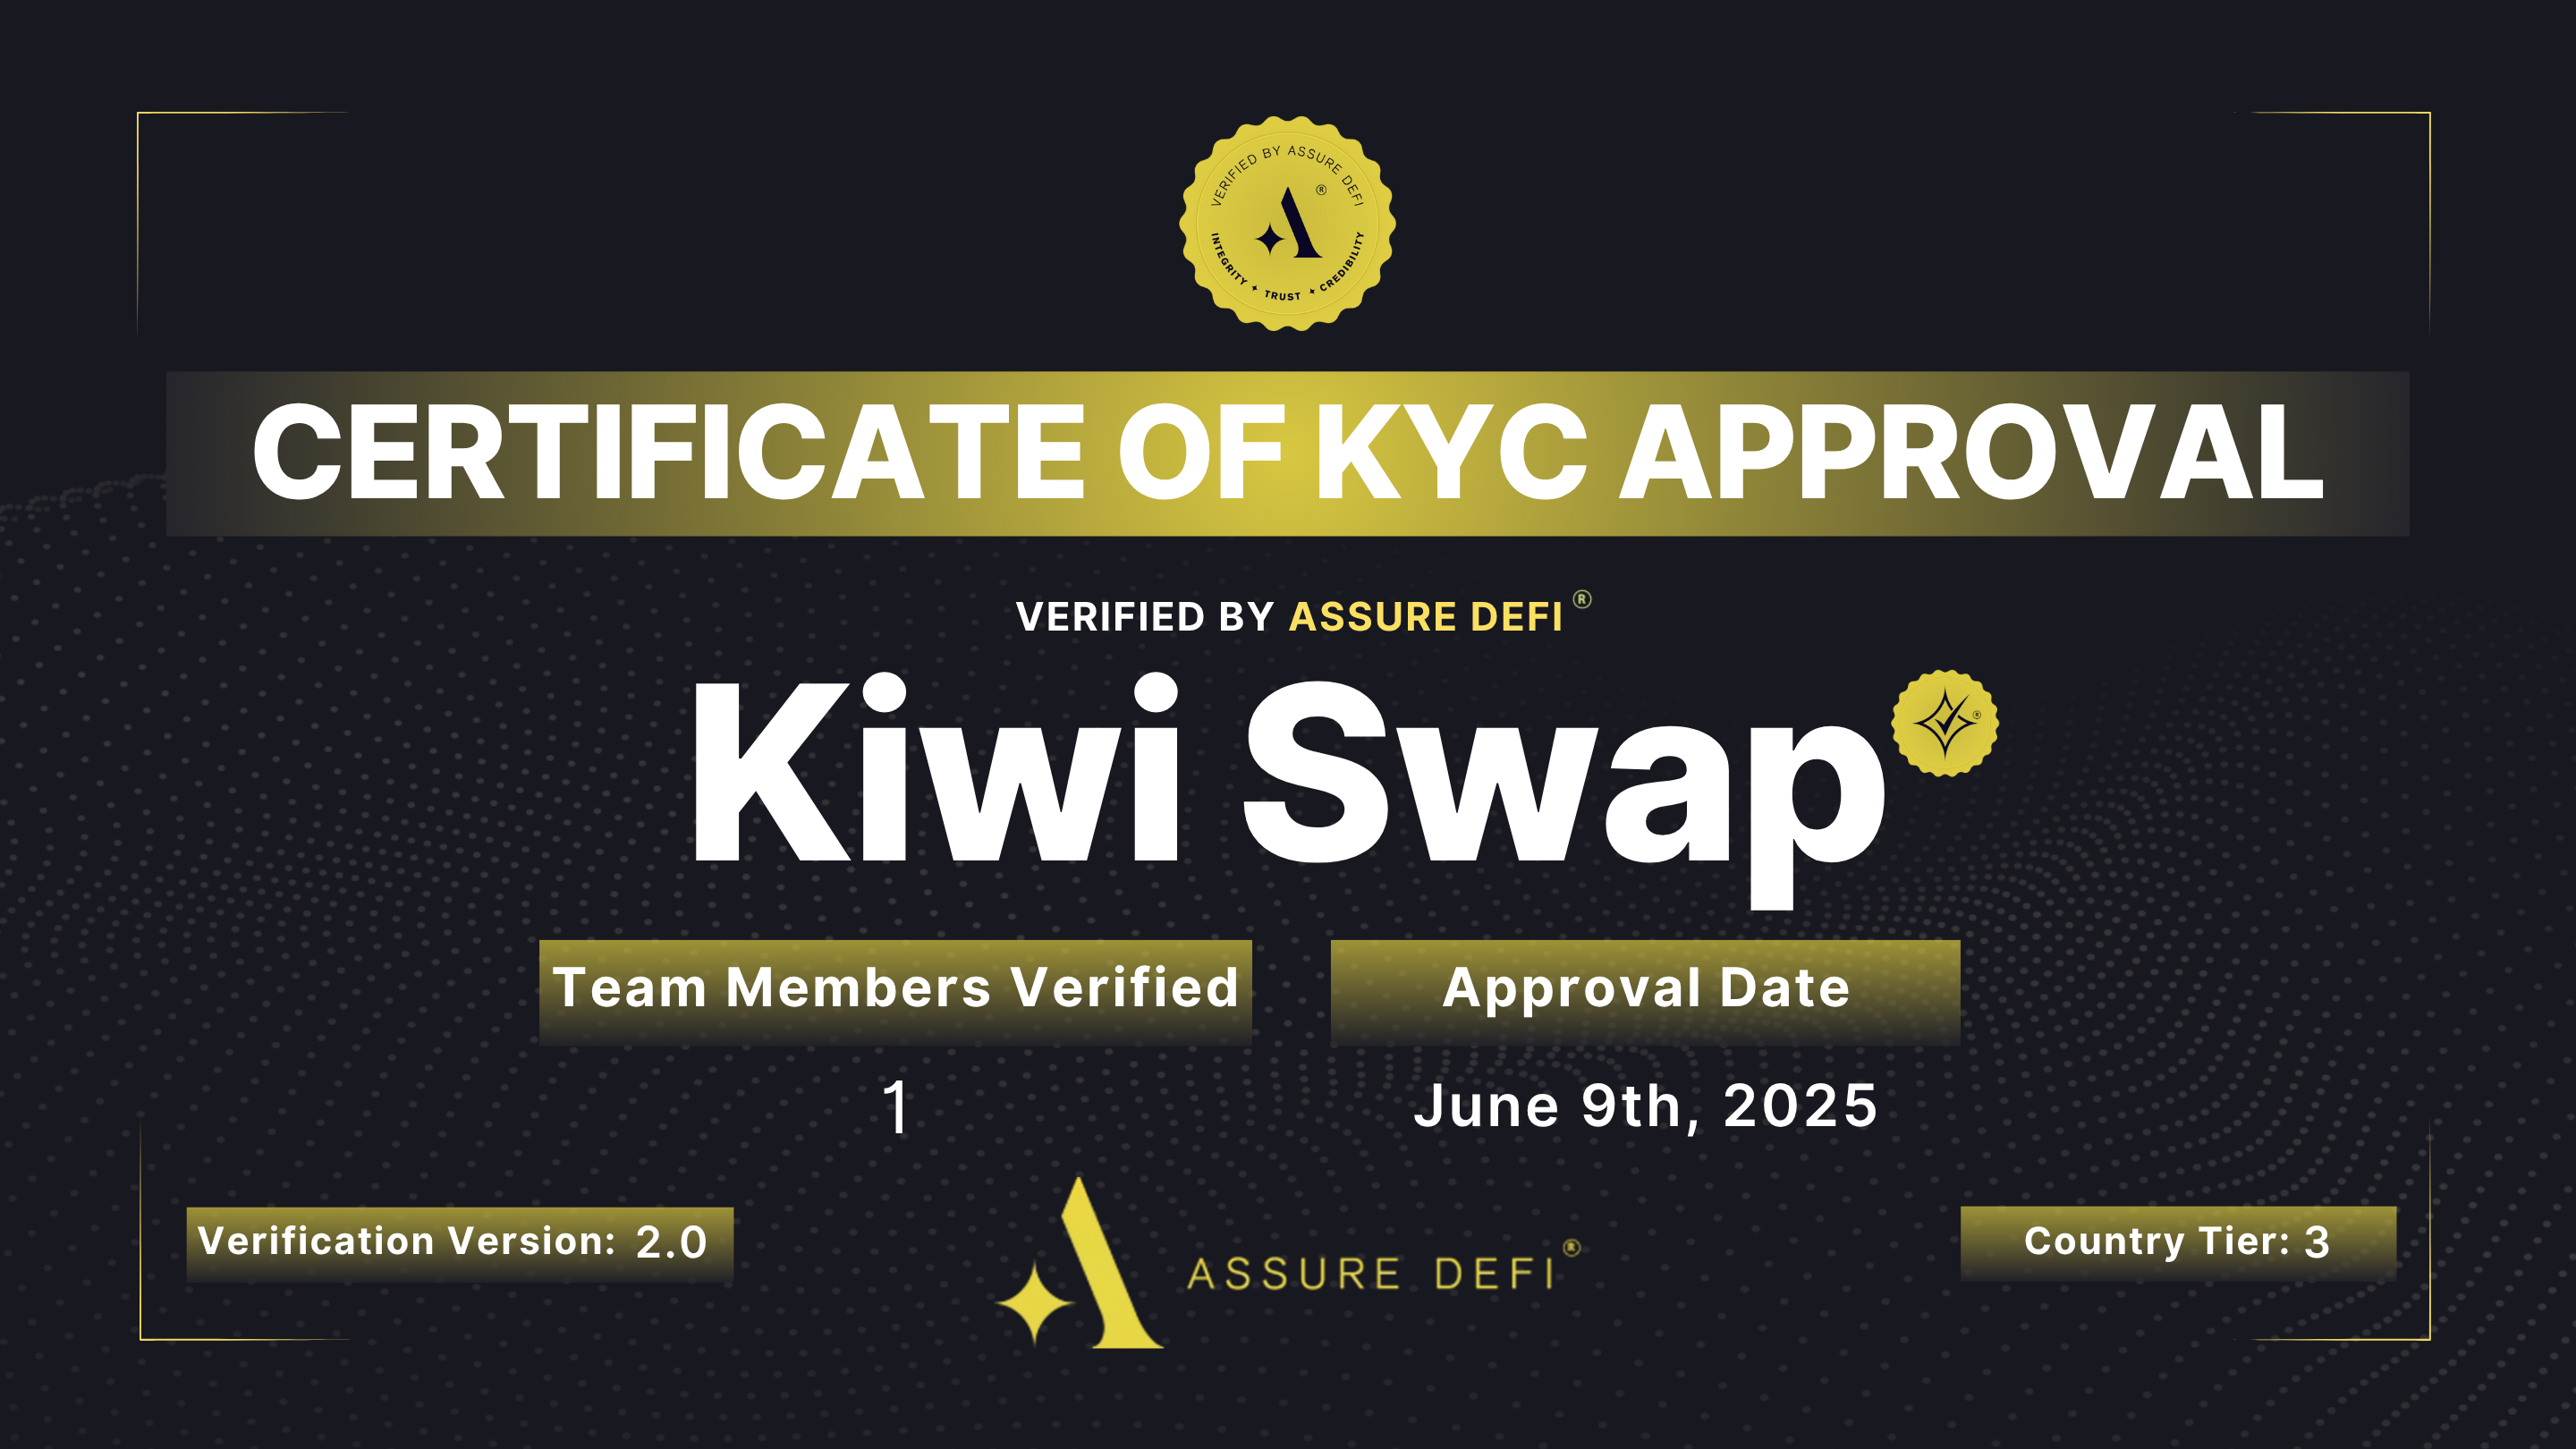 VERIFIED BY ASSURE DEFI
A ®
INTEGRITY ✦ TRUST ✦ CREDIBILITY
CERTIFICATE OF KYC APPROVAL
VERIFIED BY ASSURE DEFI ®
Kiwi Swap ®
Team Members Verified
Approval Date
1
June 9th, 2025
Verification Version: 2.0
A ASSURE DEFI ®
Country Tier: 3